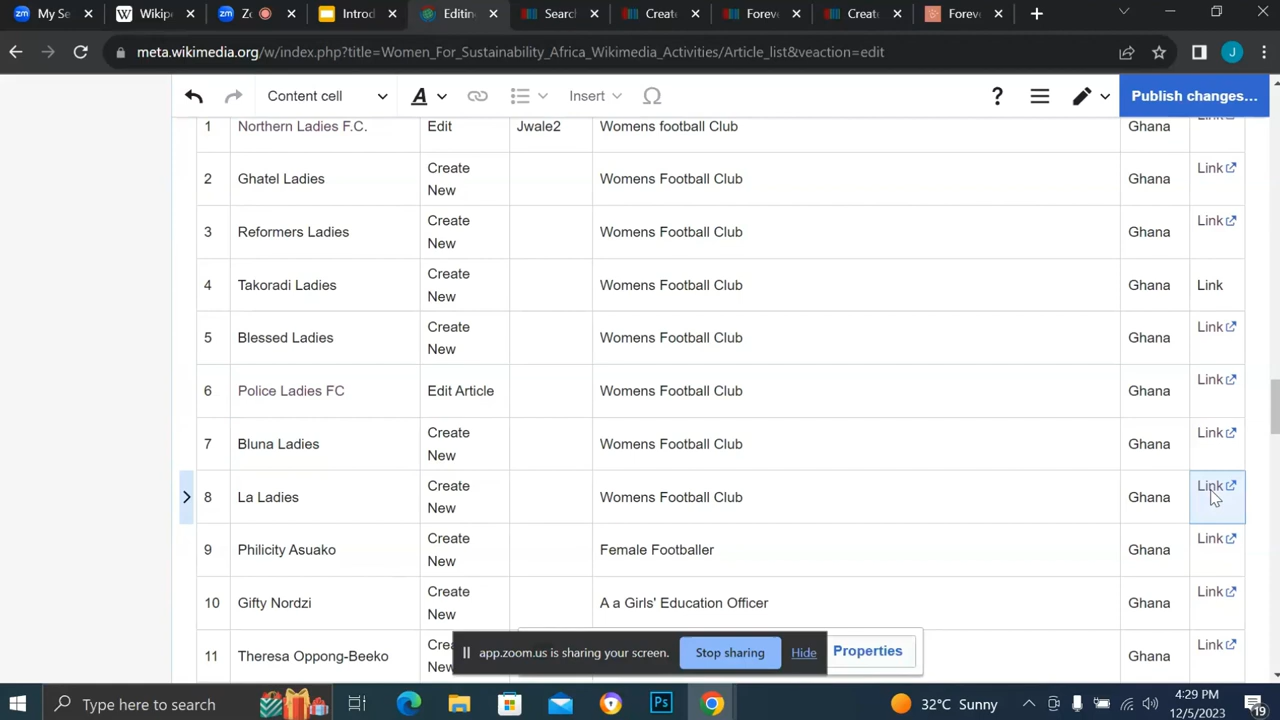 My Se
Wikip
Zo
Introd
Editin
Search
Create
Forev
Create
Forev
meta.wikimedia.org/w/index.php?title=Women_For_Sustainability_Africa_Wikimedia_Activities/Article_list&veaction=edit
J
Content cell
A
Insert
Ω
?
Publish changes...
1 Northern Ladies F.C. Edit Jwale2 Womens football Club Ghana Link
2 Ghatel Ladies Create New Womens Football Club Ghana Link
3 Reformers Ladies Create New Womens Football Club Ghana Link
4 Takoradi Ladies Create New Womens Football Club Ghana Link
5 Blessed Ladies Create New Womens Football Club Ghana Link
6 Police Ladies FC Edit Article Womens Football Club Ghana Link
7 Bluna Ladies Create New Womens Football Club Ghana Link
8 La Ladies Create New Womens Football Club Ghana Link
9 Philicity Asuako Create New Female Footballer Ghana Link
10 Gifty Nordzi Create New A a Girls' Education Officer Ghana Link
11 Theresa Oppong-Beeko Ghana Link
app.zoom.us is sharing your screen. Stop sharing Hide
Properties
Type here to search
Ps
32°C Sunny
4:29 PM
12/5/2023
19